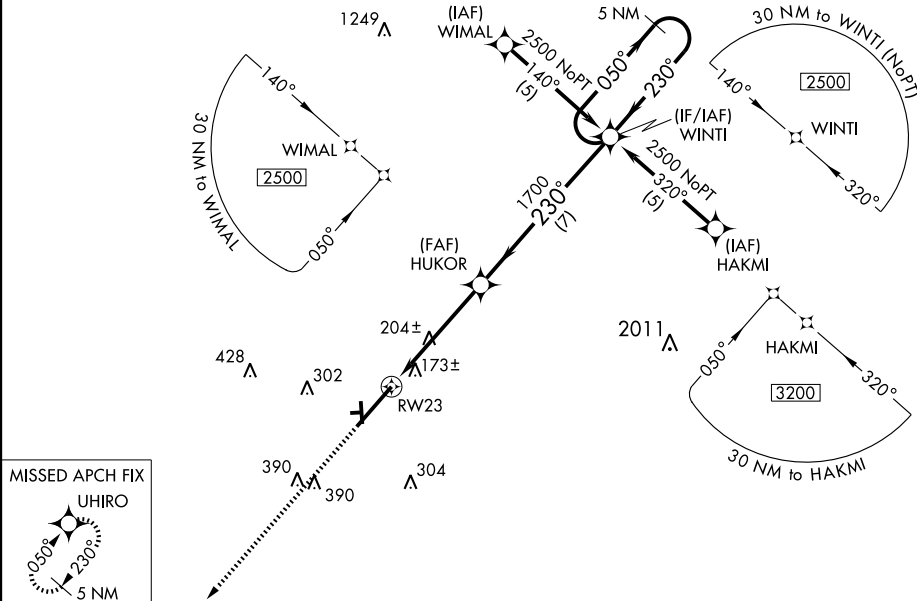 1249
(IAF)
WIMAL
2500 NoPT
140°
(5)
5 NM
050°
230°
(IF/IAF)
WINTI
30 NM to WINTI (NoPT)
140°
2500
WINTI
320°
140°
WIMAL
2500
30 NM to WIMAL
050°
2500 NoPT
320°
(5)
(IAF)
HAKMI
1700
230°
(7)
(FAF)
HUKOR
204±
173±
428
302
RW23
2011
HAKMI
050°
320°
3200
30 NM to HAKMI
390
390
304
MISSED APCH FIX
UHIRO
050°
230°
5 NM